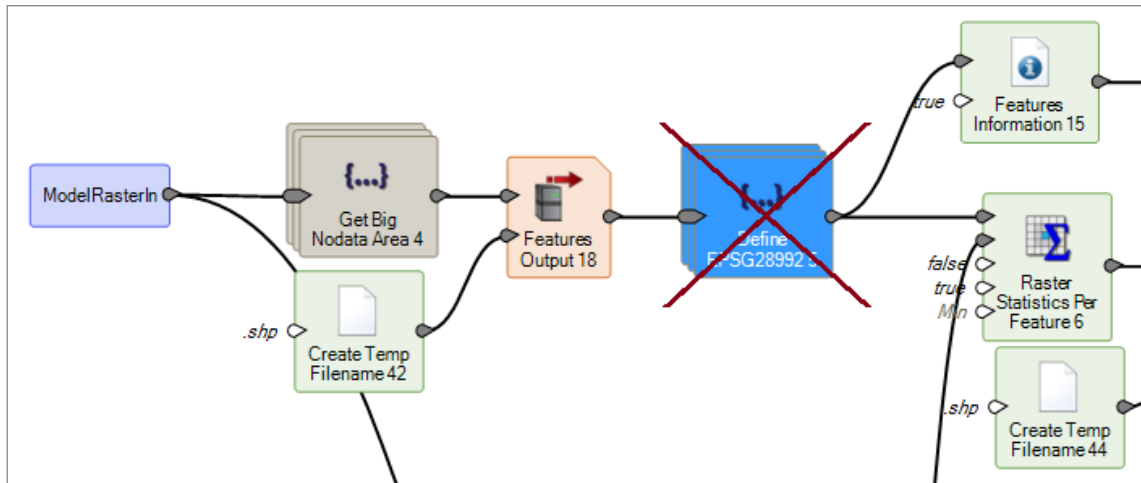 ModelRasterIn
{...}
Get Big
Nodata Area 4
.shp
Create Temp
Filename 42
Features
Output 18
{...}
Define
EPSG28992 5
true
Features
Information 15
false
true
Min
Raster
Statistics Per
Feature 6
.shp
Create Temp
Filename 44